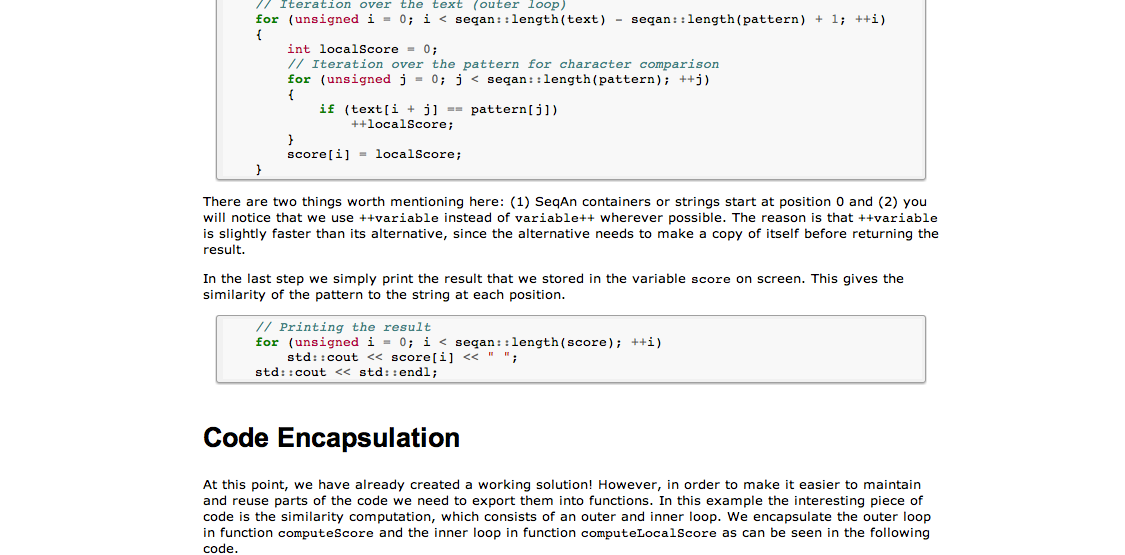 // Iteration over the text (outer loop)
for (unsigned i = 0; i < seqan::length(text) - seqan::length(pattern) + 1; ++i)
{
int localScore = 0;
// Iteration over the pattern for character comparison
for (unsigned j = 0; j < seqan::length(pattern); ++j)
{
if (text[i + j] == pattern[j])
++localScore;
}
score[i] = localScore;
}
There are two things worth mentioning here: (1) SeqAn containers or strings start at position 0 and (2) you
will notice that we use ++variable instead of variable++ wherever possible. The reason is that ++variable
is slightly faster than its alternative, since the alternative needs to make a copy of itself before returning the
result.
In the last step we simply print the result that we stored in the variable score on screen. This gives the
similarity of the pattern to the string at each position.
// Printing the result
for (unsigned i = 0; i < seqan::length(score); ++i)
std::cout << score[i] << " ";
std::cout << std::endl;
Code Encapsulation
At this point, we have already created a working solution! However, in order to make it easier to maintain
and reuse parts of the code we need to export them into functions. In this example the interesting piece of
code is the similarity computation, which consists of an outer and inner loop. We encapsulate the outer loop
in function computeScore and the inner loop in function computeLocalScore as can be seen in the following
code.